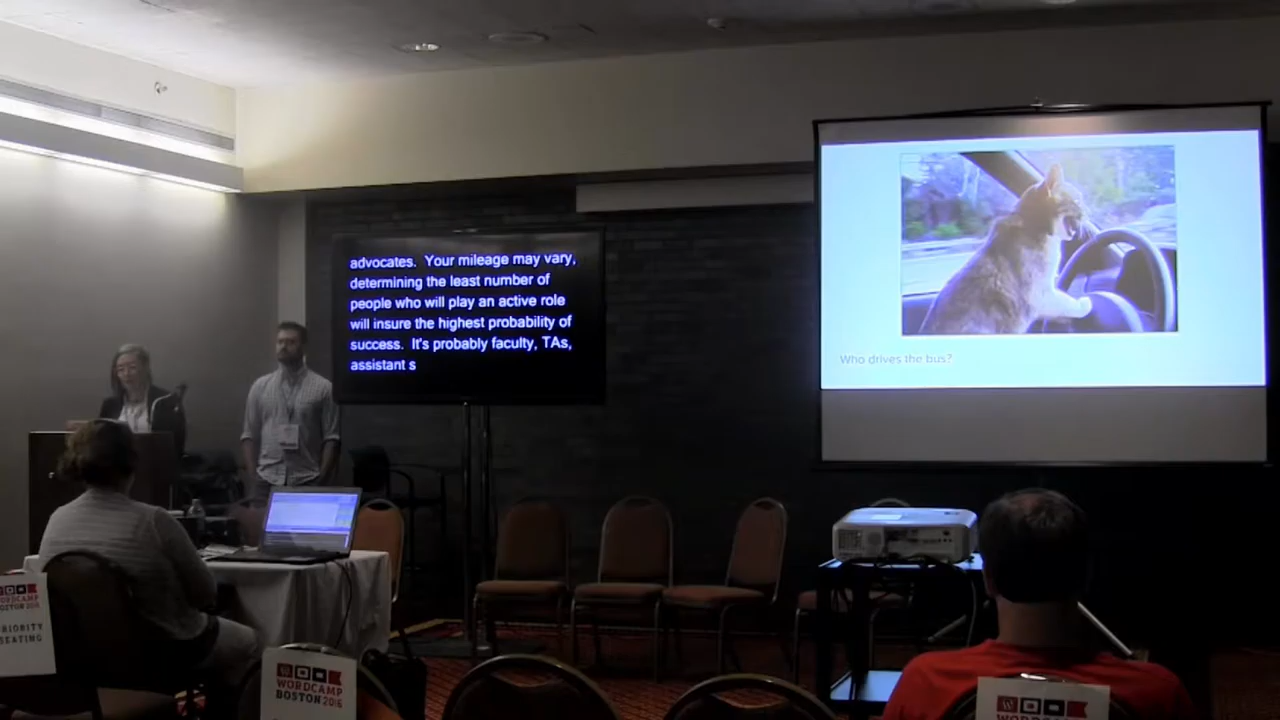 advocates.  Your mileage may vary,
determining the least number of
people who will play an active role
will insure the highest probability of
success.  It's probably faculty, TAs,
assistant s
Who drives the bus?
WORDCAMP
BOSTON 2016
PRIORITY
SEATING
WORDCAMP
BOSTON 2016
WORDCAMP